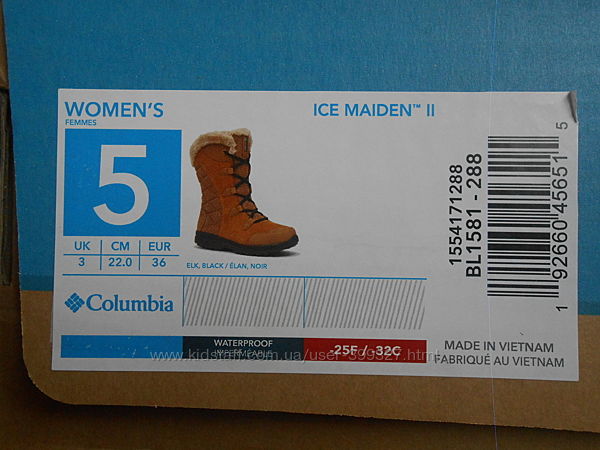 WOMEN'S
FEMMES
ICE MAIDEN™ II
5
UK CM EUR
3 22.0 36
ELK, BLACK / ÉLAN, NOIR
1554171288
BL1581 - 288
1 92660 45651 5
Columbia
WATERPROOF
IMPERMÉABLE
-25F / -32C
MADE IN VIETNAM
FABRIQUÉ AU VIETNAM